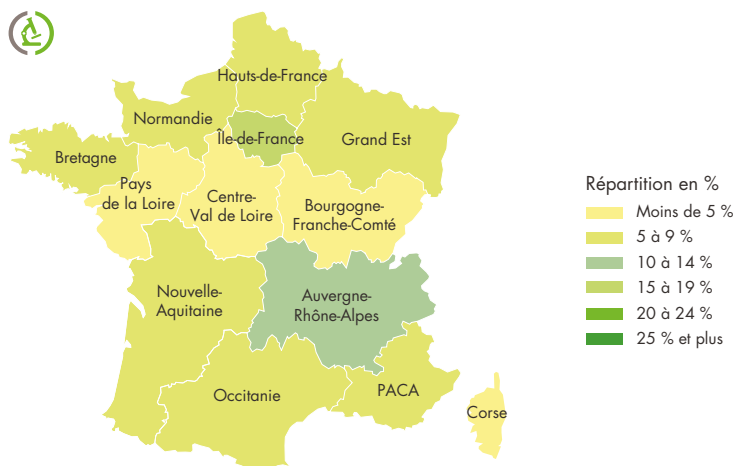 Hauts-de-France
Normandie
Île-de-France
Grand Est
Bretagne
Pays
de la Loire
Centre-
Val de Loire
Bourgogne-
Franche-Comté
Nouvelle-
Aquitaine
Auvergne-
Rhône-Alpes
Occitanie
PACA
Corse
Répartition en %
Moins de 5 %
5 à 9 %
10 à 14 %
15 à 19 %
20 à 24 %
25 % et plus